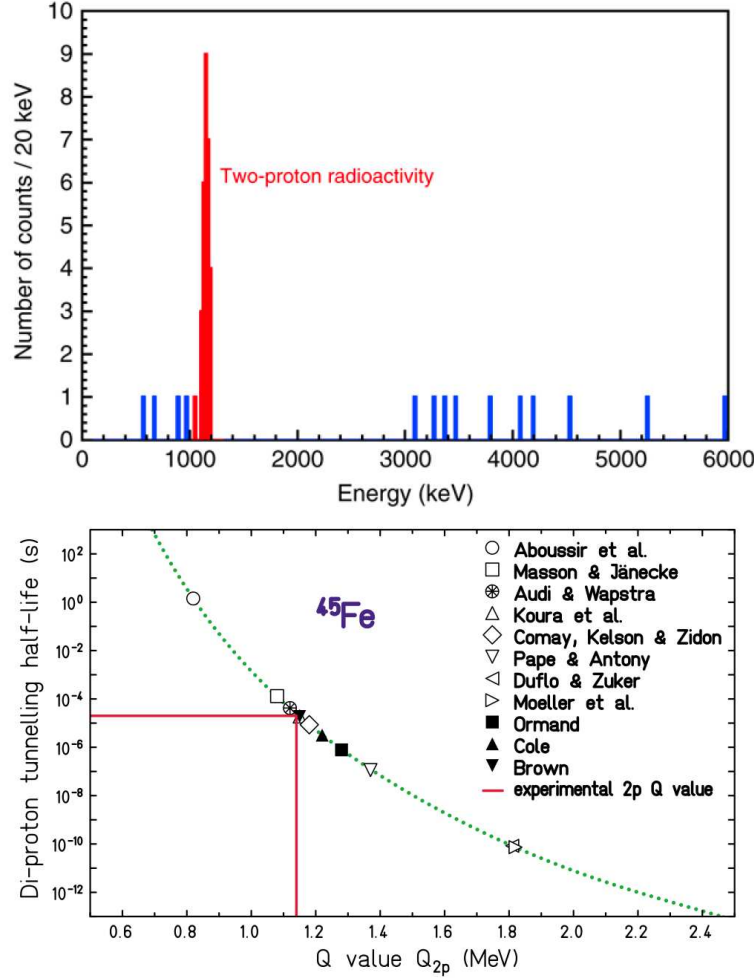 10
9
8
7
6
5
4
3
2
1
0
Number of counts / 20 keV
Two-proton radioactivity
0 1000 2000 3000 4000 5000 6000
Energy (keV)
Di-proton tunnelling half-life (s)
10²
10⁰
10⁻²
10⁻⁴
10⁻⁶
10⁻⁸
10⁻¹⁰
10⁻¹²
⁴⁵Fe
Aboussir et al.
Masson & Jänecke
Audi & Wapstra
Koura et al.
Comay, Kelson & Zidon
Pape & Antony
Duflo & Zuker
Moeller et al.
Ormand
Cole
Brown
experimental 2p Q value
0.6 0.8 1.0 1.2 1.4 1.6 1.8 2.0 2.2 2.4
Q value Q₂ₚ (MeV)